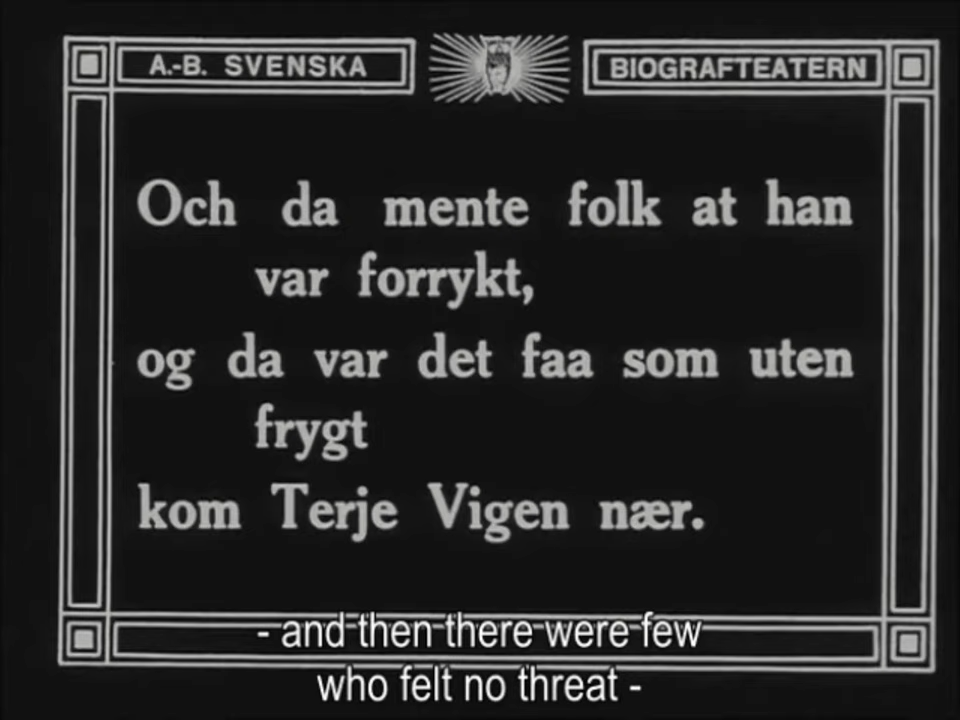 A.-B. SVENSKA BIOGRAFTEATERN
Och da mente folk at han
var forrykt,
og da var det faa som uten
frygt
kom Terje Vigen nær.
- and then there were few
who felt no threat -